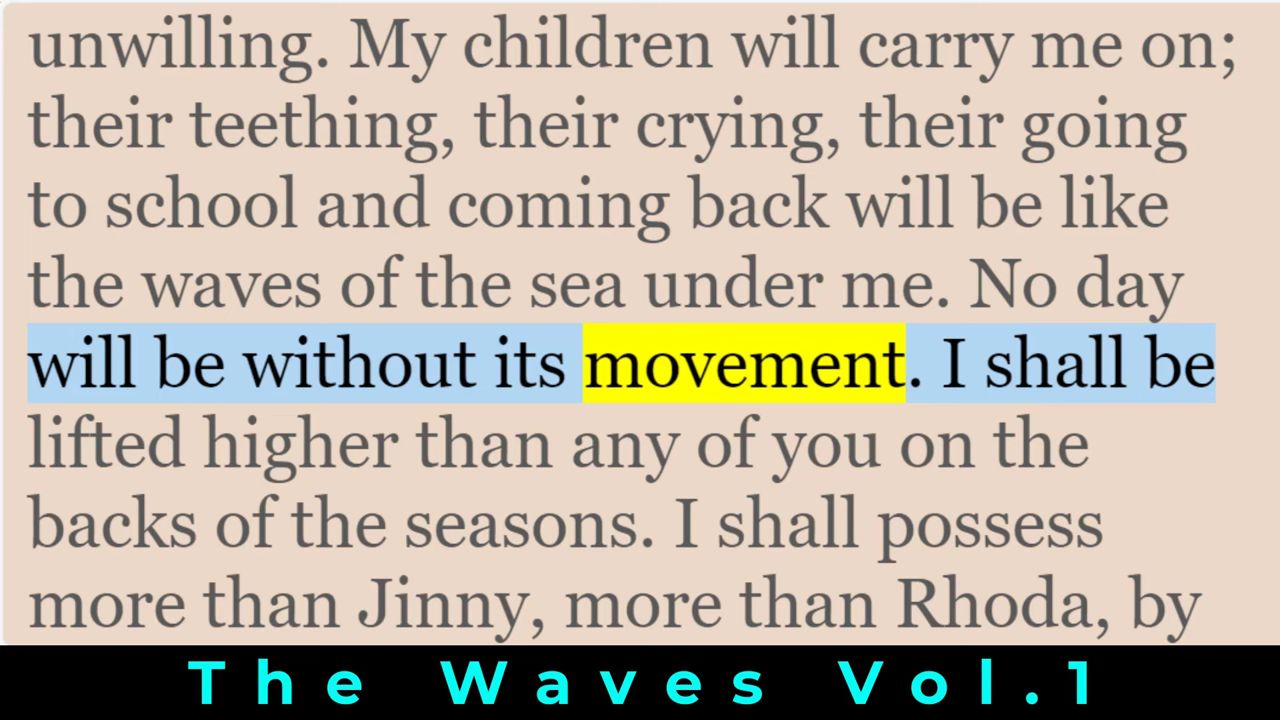 unwilling. My children will carry me on;
their teething, their crying, their going
to school and coming back will be like
the waves of the sea under me. No day
will be without its movement. I shall be
lifted higher than any of you on the
backs of the seasons. I shall possess
more than Jinny, more than Rhoda, by
The Waves Vol.1